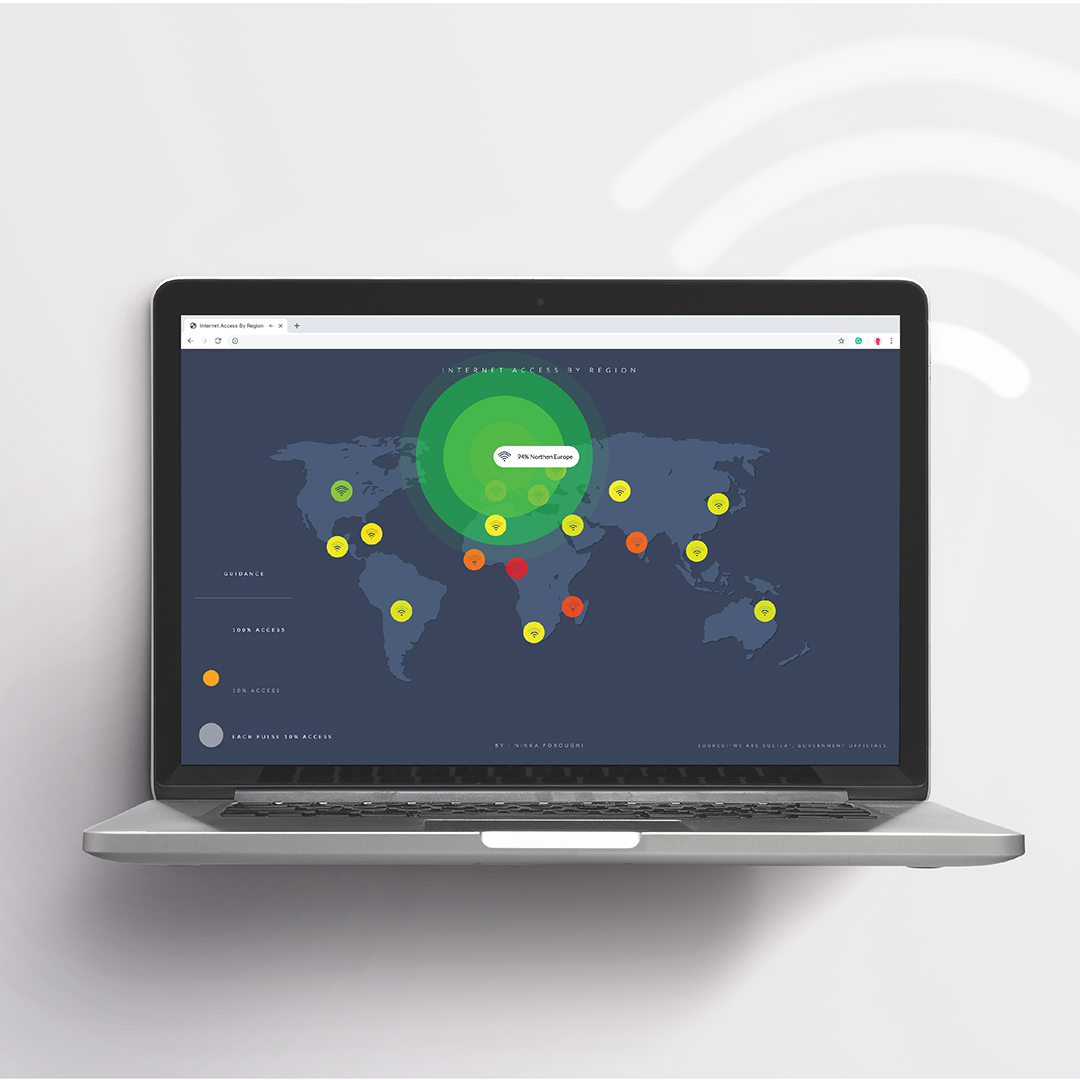 Internet Access By Region
INTERNET ACCESS BY REGION
94% Northen Europe
GUIDANCE
100% ACCESS
10% ACCESS
EACH PULSE 10% ACCESS
BY : NIKKA FOROUGHI
SOURCE:"WE ARE SOCILA", GOVERNMENT OFFICIALS.